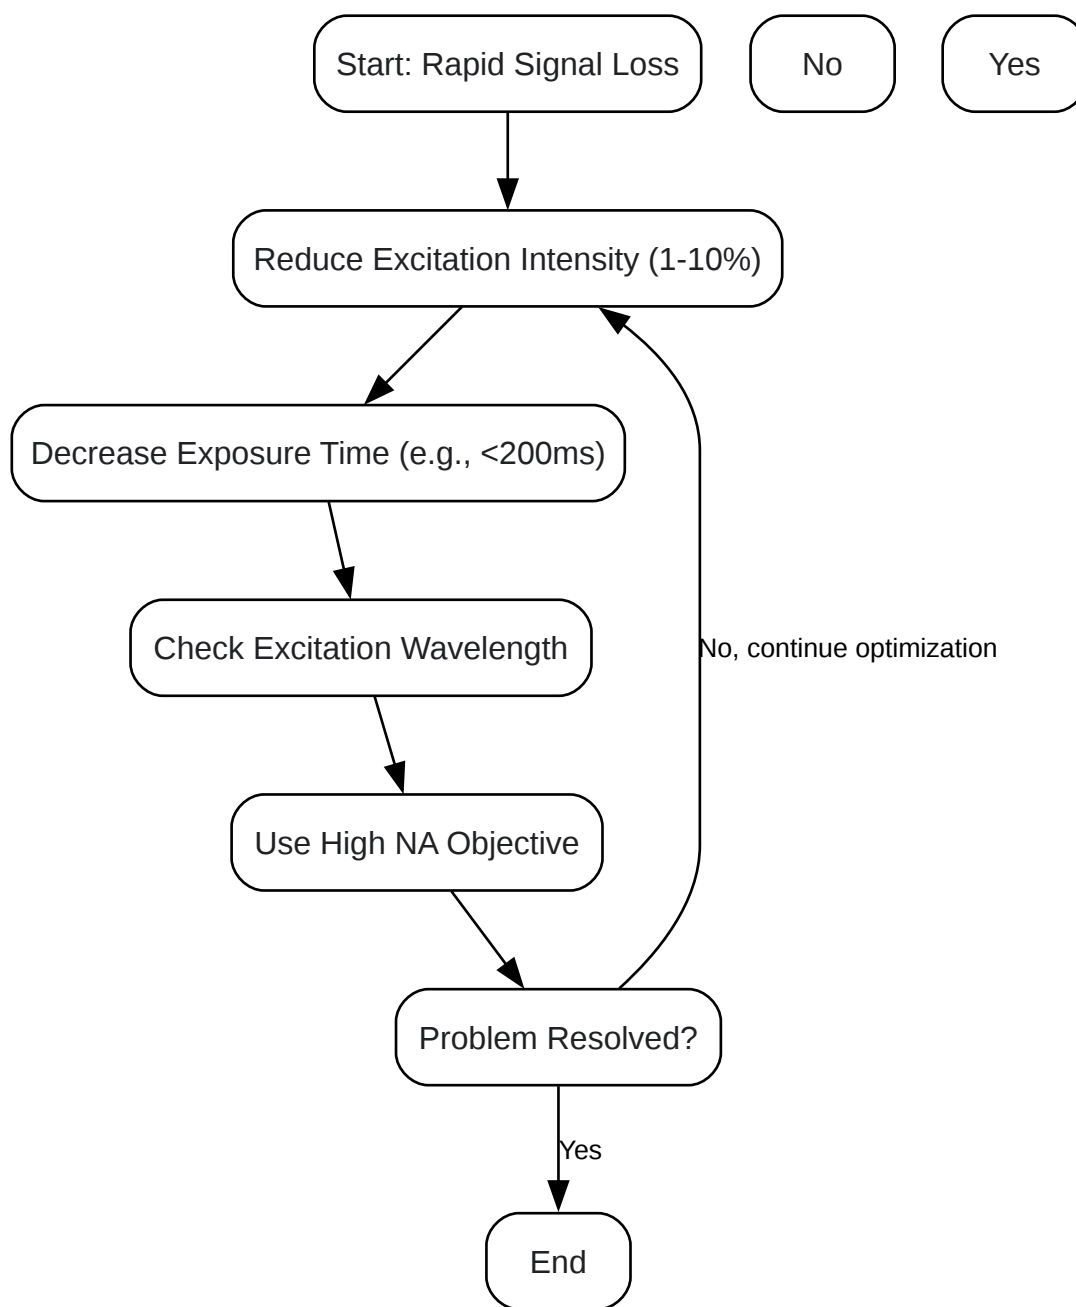 Start: Rapid Signal Loss
No
Yes
Reduce Excitation Intensity (1-10%)
Decrease Exposure Time (e.g., <200ms)
Check Excitation Wavelength
No, continue optimization
Use High NA Objective
Problem Resolved?
Yes
End